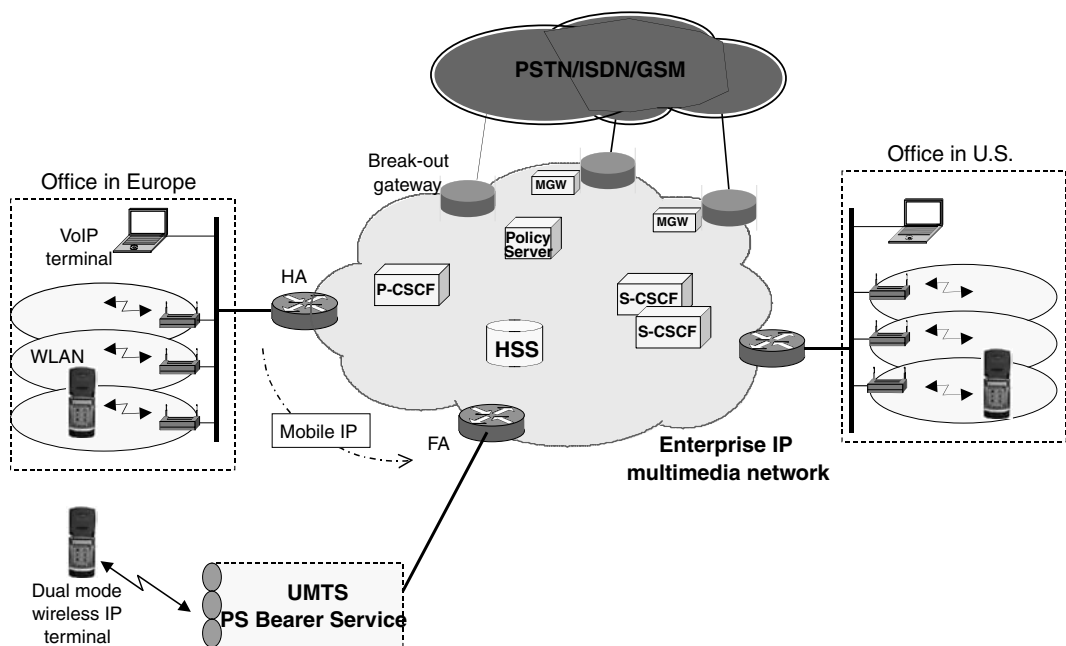 PSTN/ISDN/GSM
Break-out
gateway
MGW
MGW
Office in Europe
Office in U.S.
VoIP
terminal
Policy
Server
HA
P-CSCF
S-CSCF
S-CSCF
WLAN
HSS
Mobile IP
FA
Enterprise IP
multimedia network
UMTS
PS Bearer Service
Dual mode
wireless IP
terminal